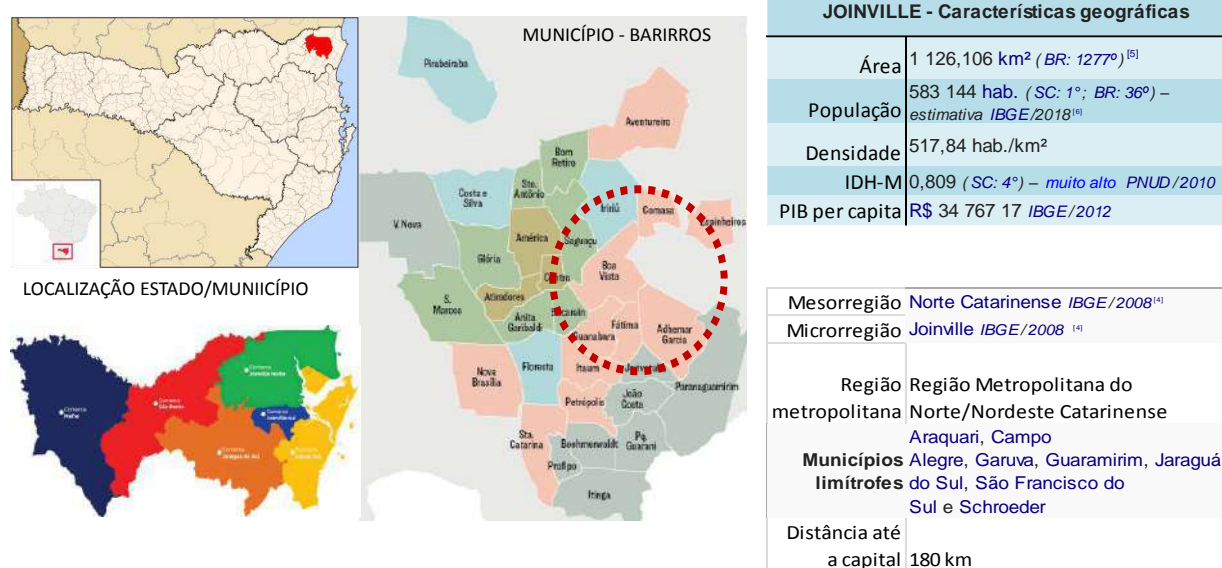 LOCALIZAÇÃO ESTADO/MUNIICÍPIO
MUNICÍPIO - BARIRROS
Pirabeiraba
Aventureiro
Bom
Retiro
Costa e
Silva
Sto.
Antônio
Iririú
Comasa
Espinheiros
V. Nova
América
Saguaçu
Glória
Boa
Vista
Centro
S.
Marcos
Atiradores
Bucarein
Anita
Garibaldi
Guanabara
Fátima
Adhemar
Garcia
Nova
Brasília
Floresta
Itaum
Jarivatuba
Paranaguamirim
Petrópolis
João
Costa
Sta.
Catarina
Boehmerwaldt
Pq.
Guarani
Profipo
Itinga
JOINVILLE - Características geográficas
Área 1 126,106 km² ( BR: 1277º) [5]
População 583 144 hab. ( SC: 1°; BR: 36º) –
estimativa IBGE/2018[6]
Densidade 517,84 hab./km²
IDH-M 0,809 ( SC: 4°) – muito alto PNUD/2010
PIB per capita R$ 34 767 17 IBGE/2012
Mesorregião Norte Catarinense IBGE/2008[4]
Microrregião Joinville IBGE/2008 [4]
Região Região Metropolitana do
metropolitana Norte/Nordeste Catarinense
Araquari, Campo
Municípios Alegre, Garuva, Guaramirim, Jaraguá
limítrofes do Sul, São Francisco do
Sul e Schroeder
Distância até
a capital 180 km